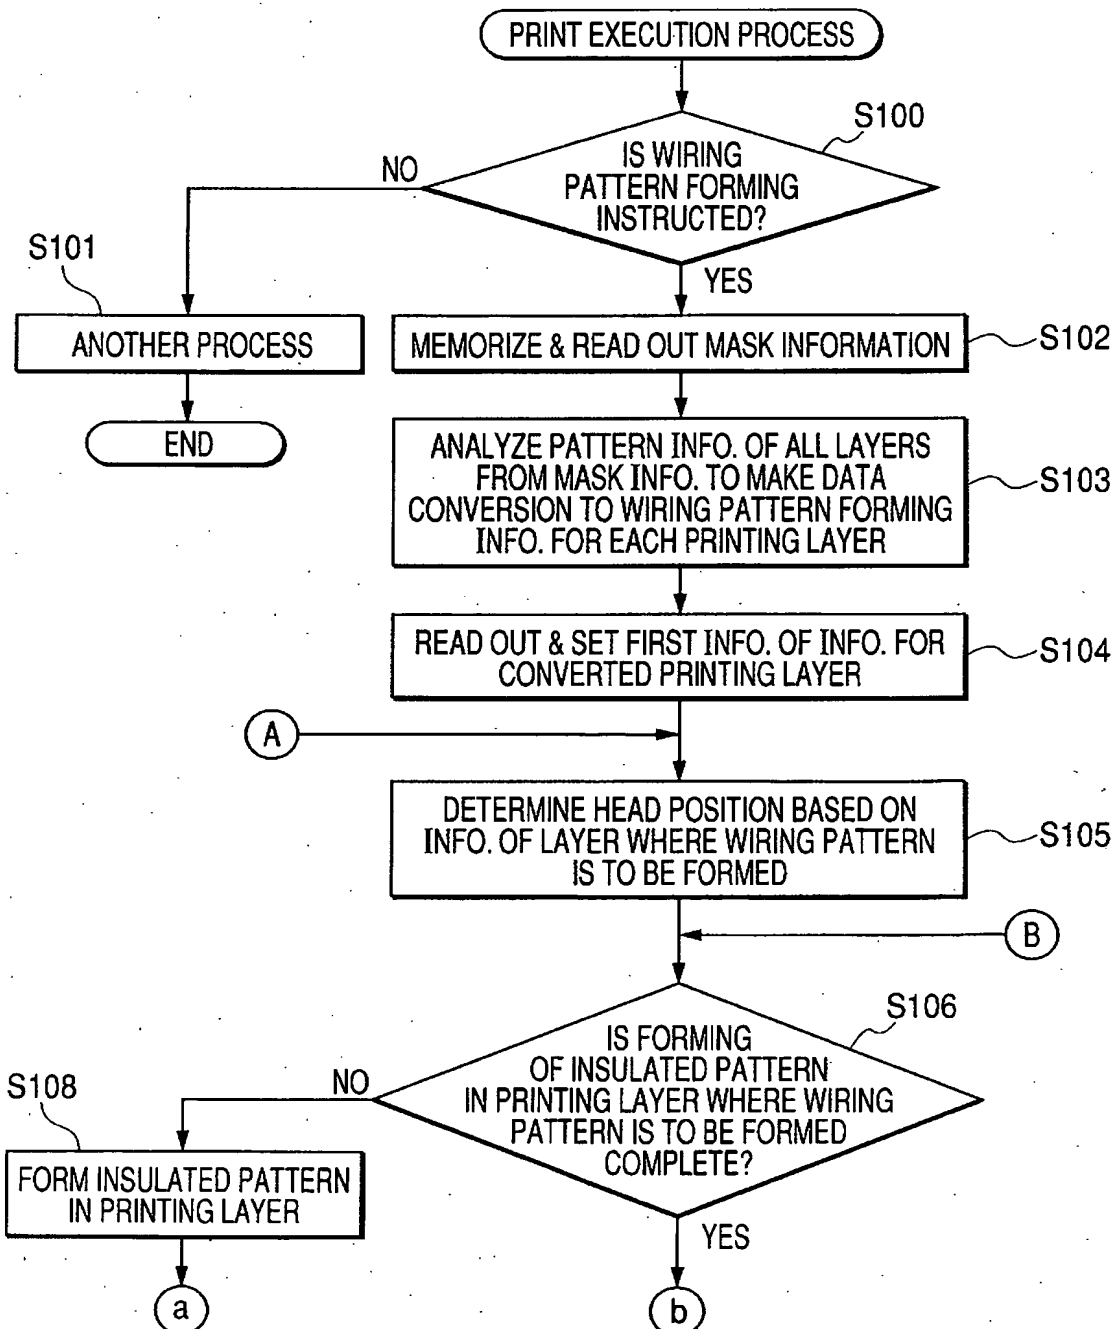 PRINT EXECUTION PROCESS
S100
IS WIRING
PATTERN FORMING
INSTRUCTED?
NO
YES
S101
ANOTHER PROCESS
END
MEMORIZE & READ OUT MASK INFORMATION
S102
ANALYZE PATTERN INFO. OF ALL LAYERS
FROM MASK INFO. TO MAKE DATA
CONVERSION TO WIRING PATTERN FORMING
INFO. FOR EACH PRINTING LAYER
S103
READ OUT & SET FIRST INFO. OF INFO. FOR
CONVERTED PRINTING LAYER
S104
A
DETERMINE HEAD POSITION BASED ON
INFO. OF LAYER WHERE WIRING PATTERN
IS TO BE FORMED
S105
B
S106
IS FORMING
OF INSULATED PATTERN
IN PRINTING LAYER WHERE WIRING
PATTERN IS TO BE FORMED
COMPLETE?
NO
YES
S108
FORM INSULATED PATTERN
IN PRINTING LAYER
a
b